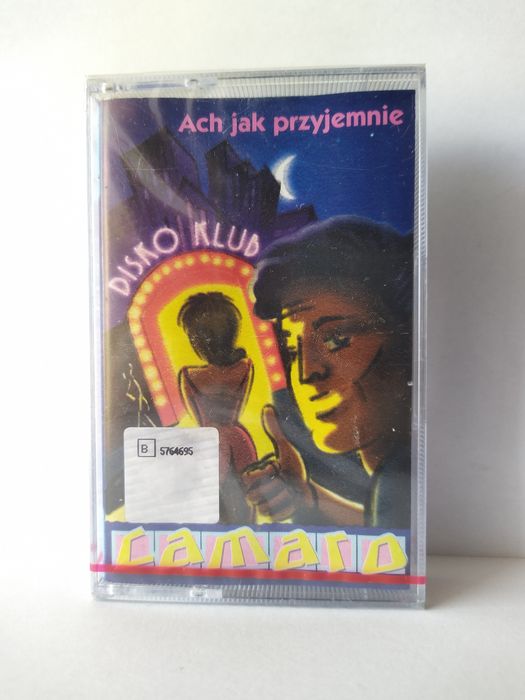 Ach jak przyjemnie
DISKO KLUB
B 5764695
camaro